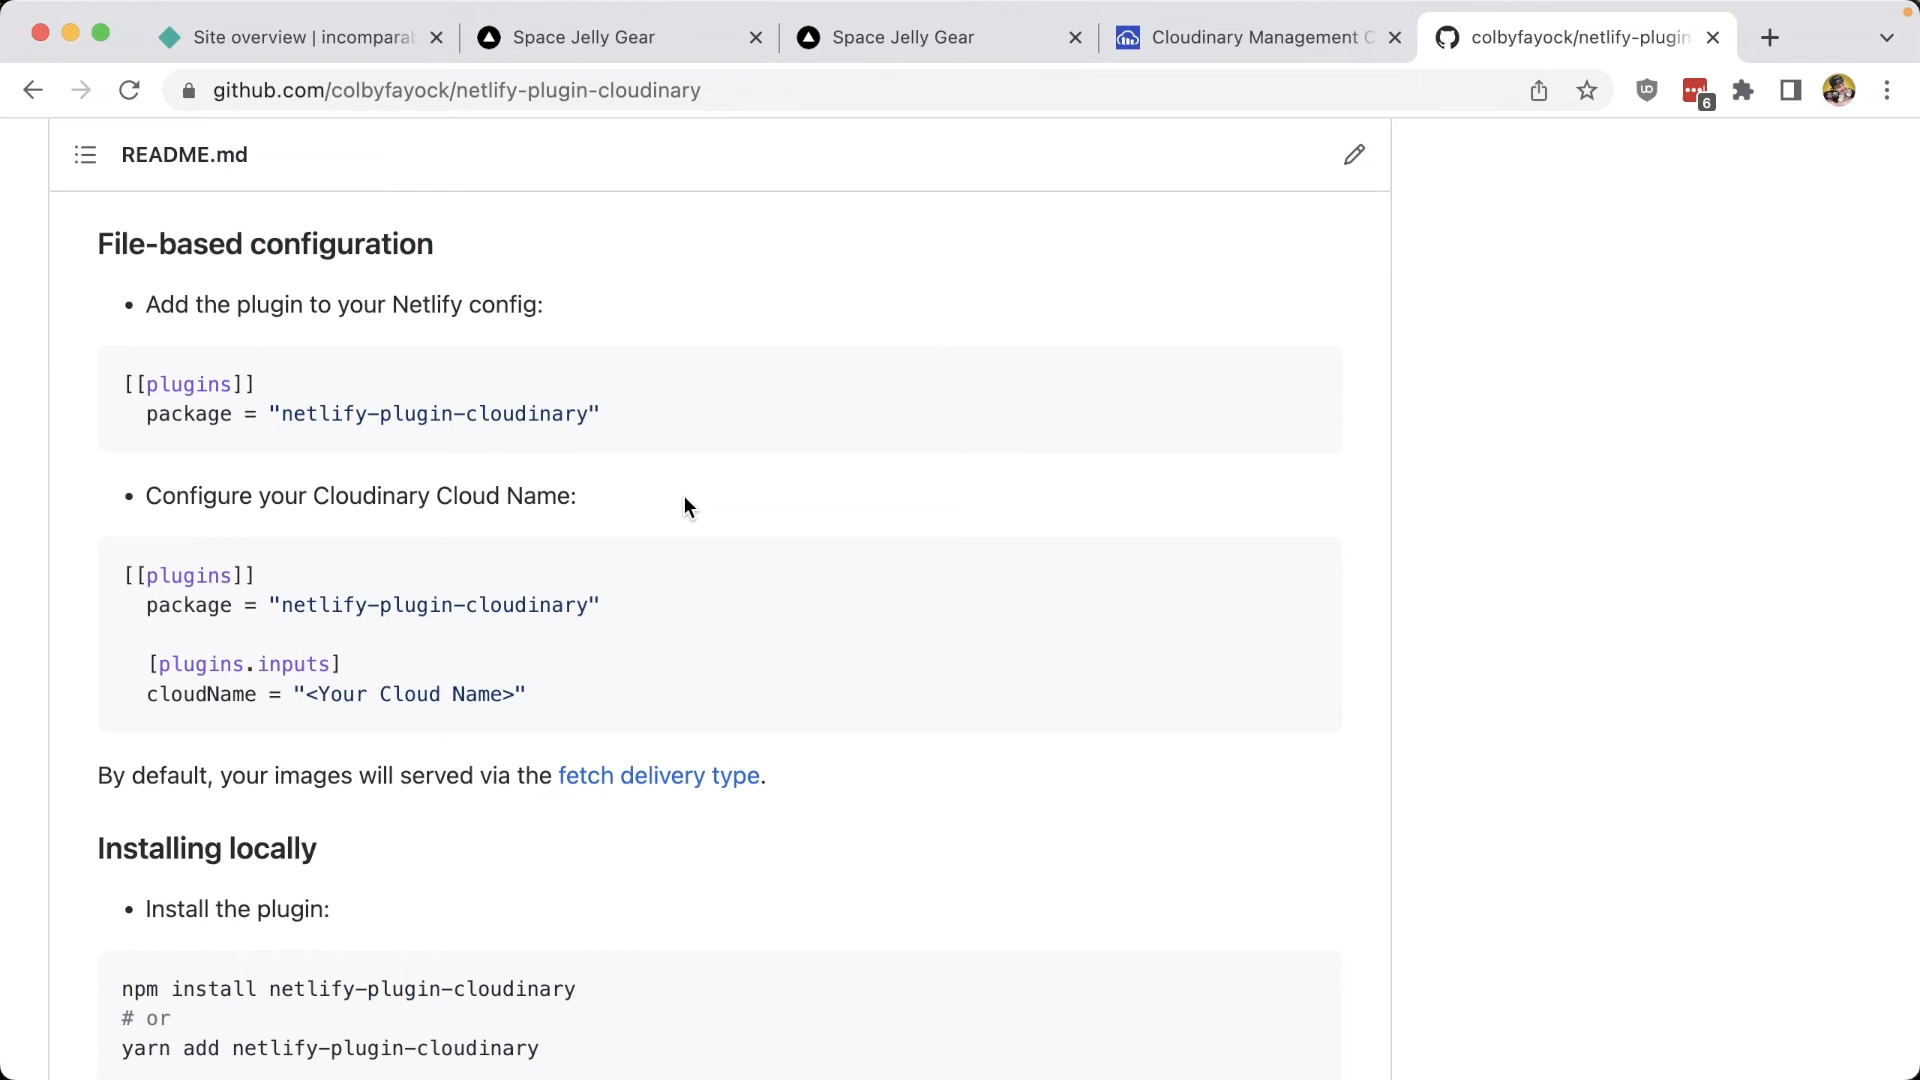 Site overview | incompara
Space Jelly Gear
Space Jelly Gear
Cloudinary Management C
colbyfayock/netlify-plugin
github.com/colbyfayock/netlify-plugin-cloudinary
6
README.md
File-based configuration
• Add the plugin to your Netlify config:
[[plugins]]
package = "netlify-plugin-cloudinary"
• Configure your Cloudinary Cloud Name:
[[plugins]]
package = "netlify-plugin-cloudinary"
[plugins.inputs]
cloudName = "<Your Cloud Name>"
By default, your images will served via the fetch delivery type.
Installing locally
• Install the plugin:
npm install netlify-plugin-cloudinary
# or
yarn add netlify-plugin-cloudinary